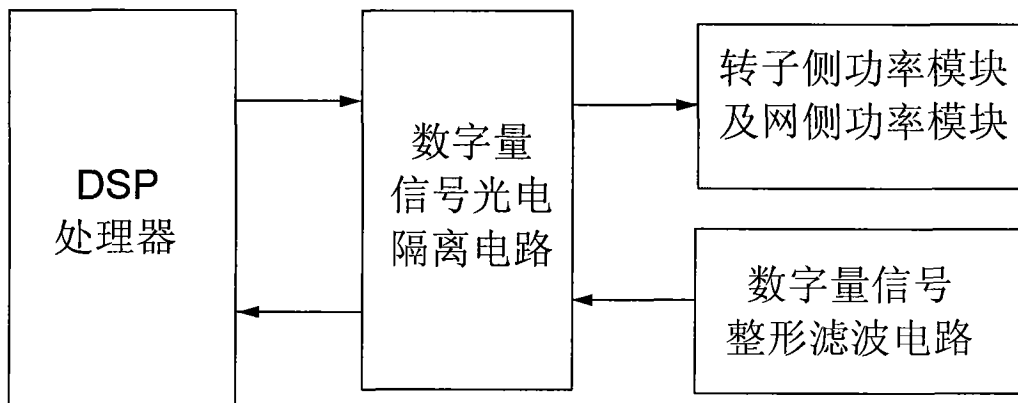 DSP
处理器
数字量
信号光电
隔离电路
转子侧功率模块
及网侧功率模块
数字量信号
整形滤波电路